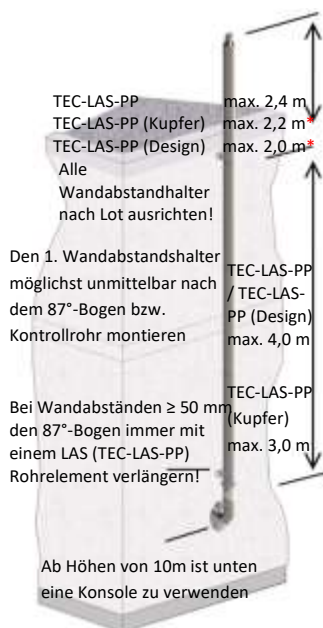 TEC-LAS-PP max. 2,4 m
TEC-LAS-PP (Kupfer) max. 2,2 m*
TEC-LAS-PP (Design) max. 2,0 m*
Alle
Wandabstandhalter
nach Lot ausrichten!
Den 1. Wandabstandshalter
möglichst unmittelbar nach
dem 87°-Bogen bzw.
Kontrollrohr montieren
TEC-LAS-PP
/ TEC-LAS-
PP (Design)
max. 4,0 m
Bei Wandabständen ≥ 50 mm
den 87°-Bogen immer mit
einem LAS (TEC-LAS-PP)
Rohrelement verlängern!
TEC-LAS-PP
(Kupfer)
max. 3,0 m
Ab Höhen von 10m ist unten
eine Konsole zu verwenden